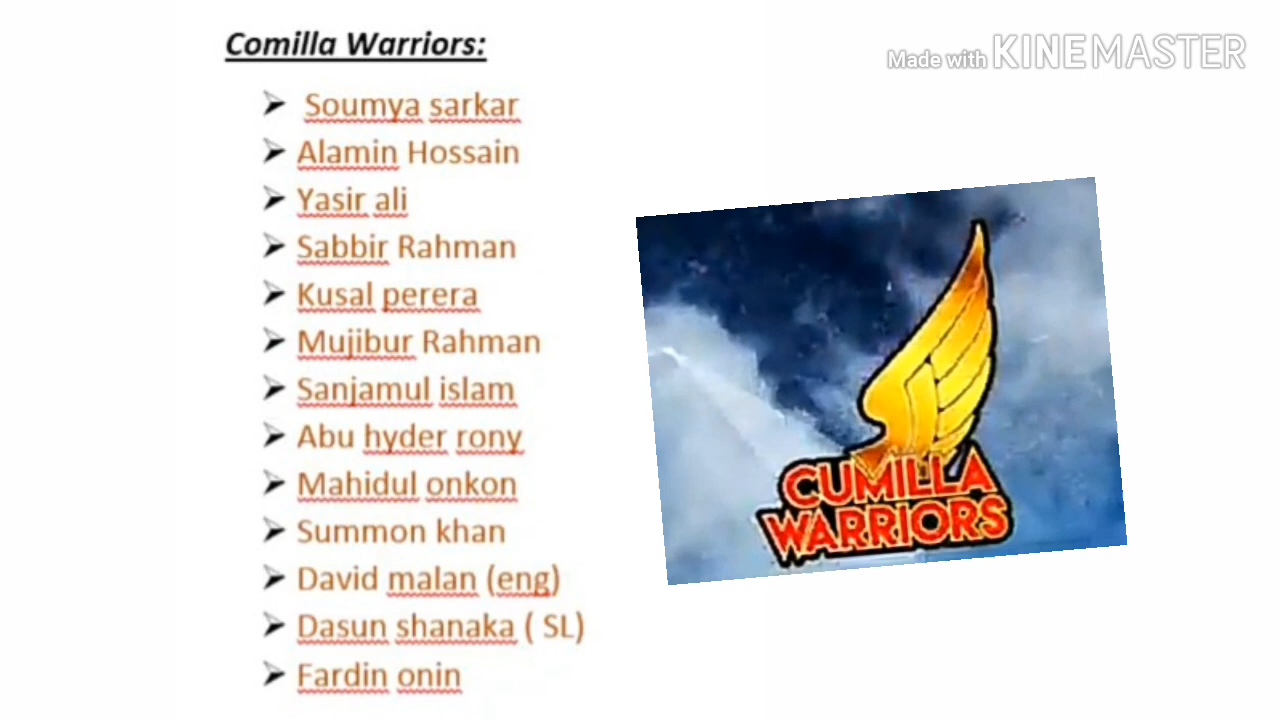 Comilla Warriors:
Made with KINEMASTER
Soumya sarkar
Alamin Hossain
Yasir ali
Sabbir Rahman
Kusal perera
Mujibur Rahman
Sanjamul islam
Abu hyder rony
Mahidul onkon
Summon khan
David malan (eng)
Dasun shanaka ( SL)
Fardin onin
CUMILLA
WARRIORS